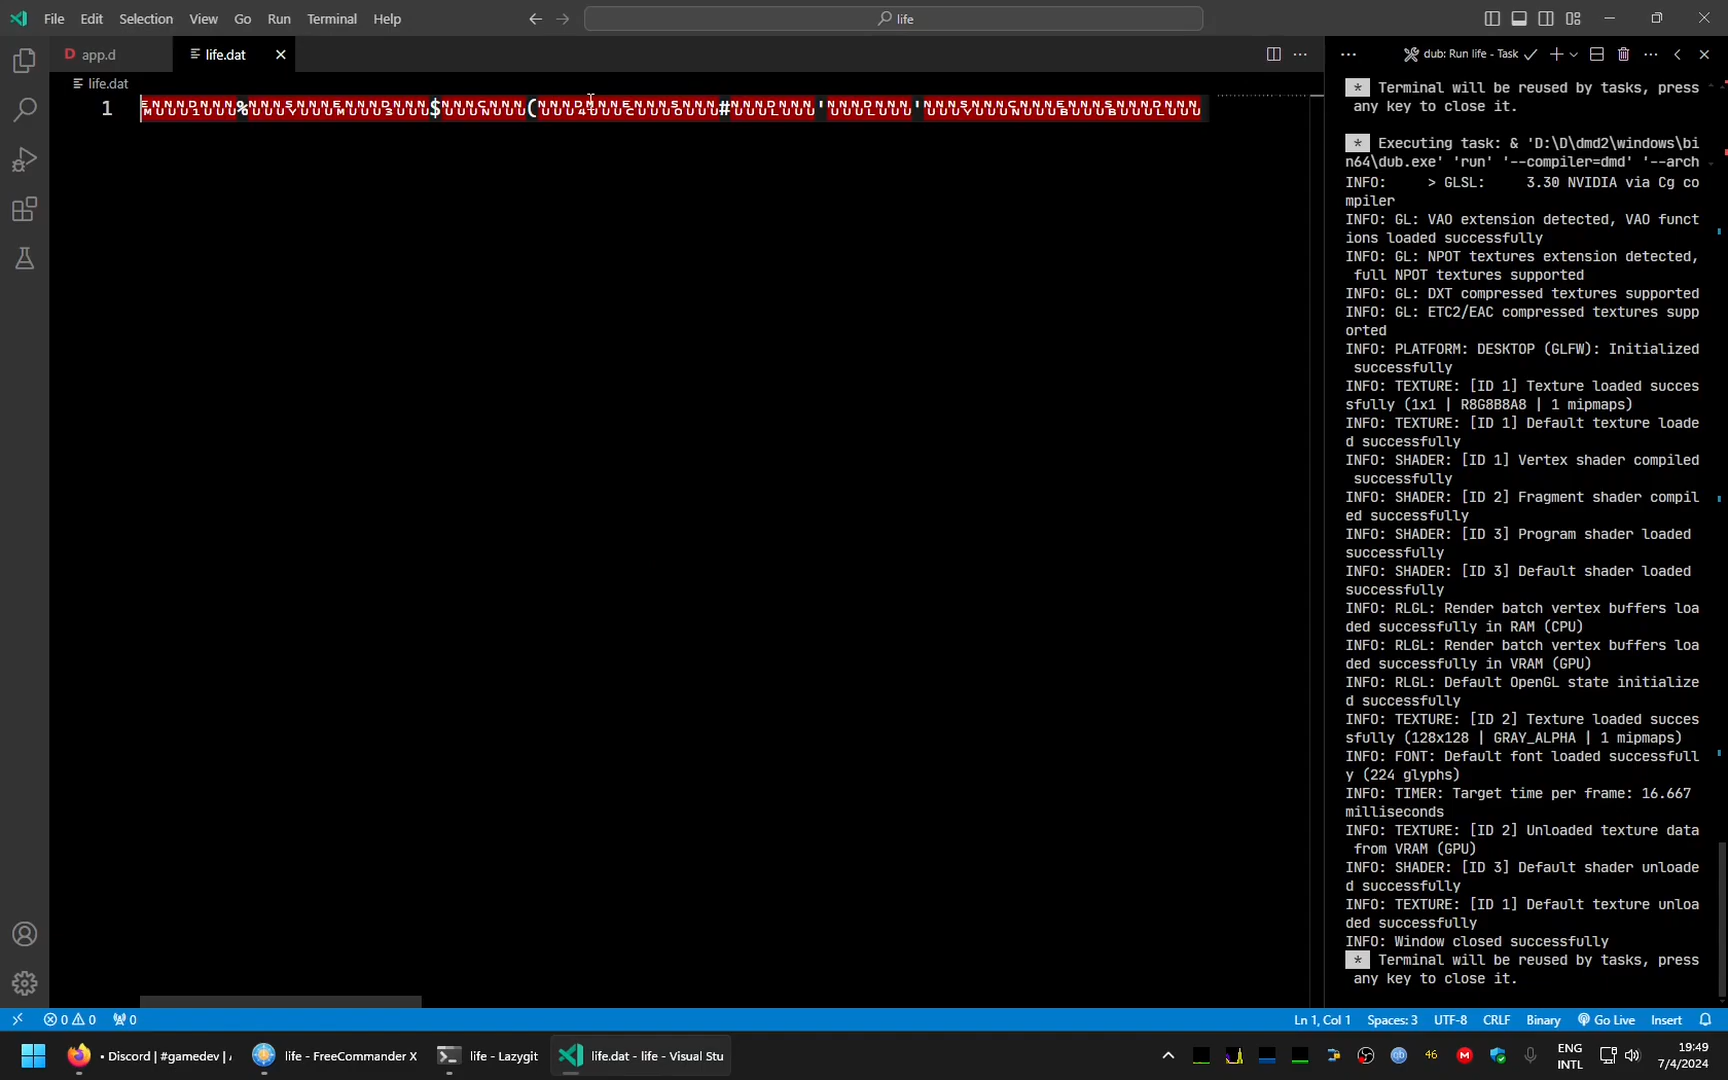 File Edit Selection View Go Run Terminal Help
life
D app.d
life.dat
dub: Run life - Task
life.dat
1
* Terminal will be reused by tasks, press
any key to close it.
* Executing task: & 'D:\D\dmd2\windows\bi
n64\dub.exe' 'run' '--compiler=dmd' '--arch
INFO: > GLSL: 3.30 NVIDIA via Cg co
mpiler
INFO: GL: VAO extension detected, VAO funct
ions loaded successfully
INFO: GL: NPOT textures extension detected,
full NPOT textures supported
INFO: GL: DXT compressed textures supported
INFO: GL: ETC2/EAC compressed textures supp
orted
INFO: PLATFORM: DESKTOP (GLFW): Initialized
successfully
INFO: TEXTURE: [ID 1] Texture loaded succes
sfully (1x1 | R8G8B8A8 | 1 mipmaps)
INFO: TEXTURE: [ID 1] Default texture loade
d successfully
INFO: SHADER: [ID 1] Vertex shader compiled
successfully
INFO: SHADER: [ID 2] Fragment shader compil
ed successfully
INFO: SHADER: [ID 3] Program shader loaded
successfully
INFO: SHADER: [ID 3] Default shader loaded
successfully
INFO: RLGL: Render batch vertex buffers loa
ded successfully in RAM (CPU)
INFO: RLGL: Render batch vertex buffers loa
ded successfully in VRAM (GPU)
INFO: RLGL: Default OpenGL state initialize
d successfully
INFO: TEXTURE: [ID 2] Texture loaded succes
sfully (128x128 | GRAY_ALPHA | 1 mipmaps)
INFO: FONT: Default font loaded successfull
y (224 glyphs)
INFO: TIMER: Target time per frame: 16.667
milliseconds
INFO: TEXTURE: [ID 2] Unloaded texture data
from VRAM (GPU)
INFO: SHADER: [ID 3] Default shader unloade
d successfully
INFO: TEXTURE: [ID 1] Default texture unloa
ded successfully
INFO: Window closed successfully
* Terminal will be reused by tasks, press
any key to close it.
0 0 0
Ln 1, Col 1 Spaces: 3 UTF-8 CRLF Binary Go Live Insert
• Discord | #gamedev |
life - FreeCommander X
life - Lazygit
life.dat - life - Visual Stu
46
ENG
INTL
19:49
7/4/2024